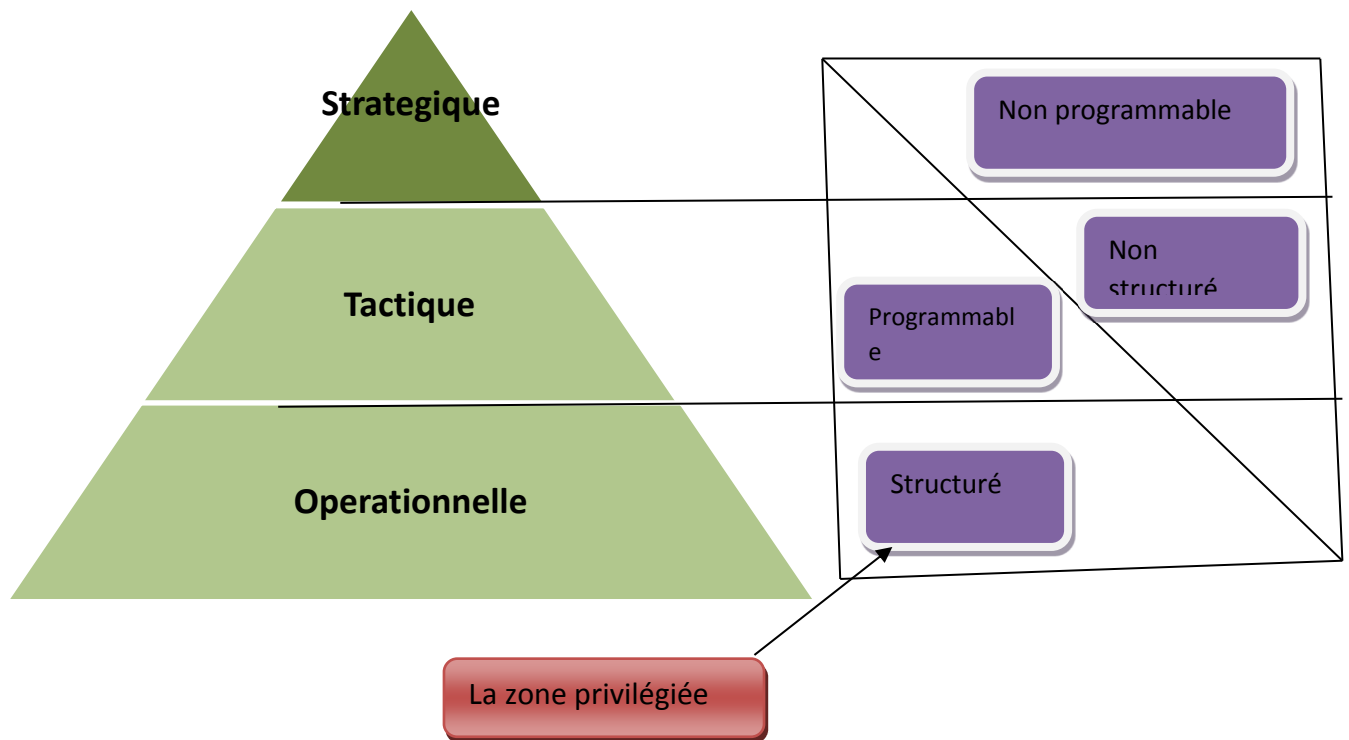 Strategique
Non programmable
Non
structuré
Tactique
Programmabl
e
Structuré
Operationnelle
La zone privilégiée